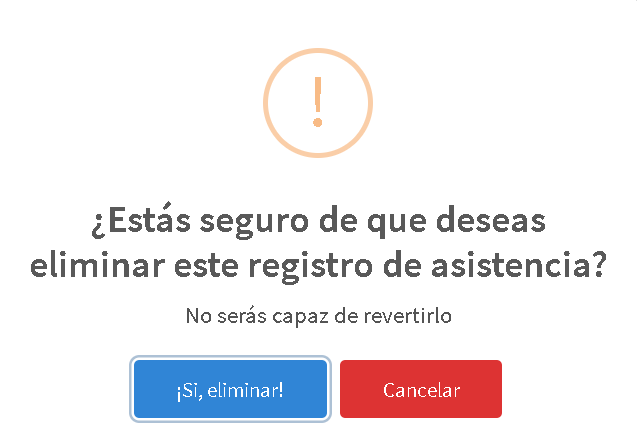 ¿Estás seguro de que deseas
eliminar este registro de asistencia?
No serás capaz de revertirlo
¡Si, eliminar!
Cancelar